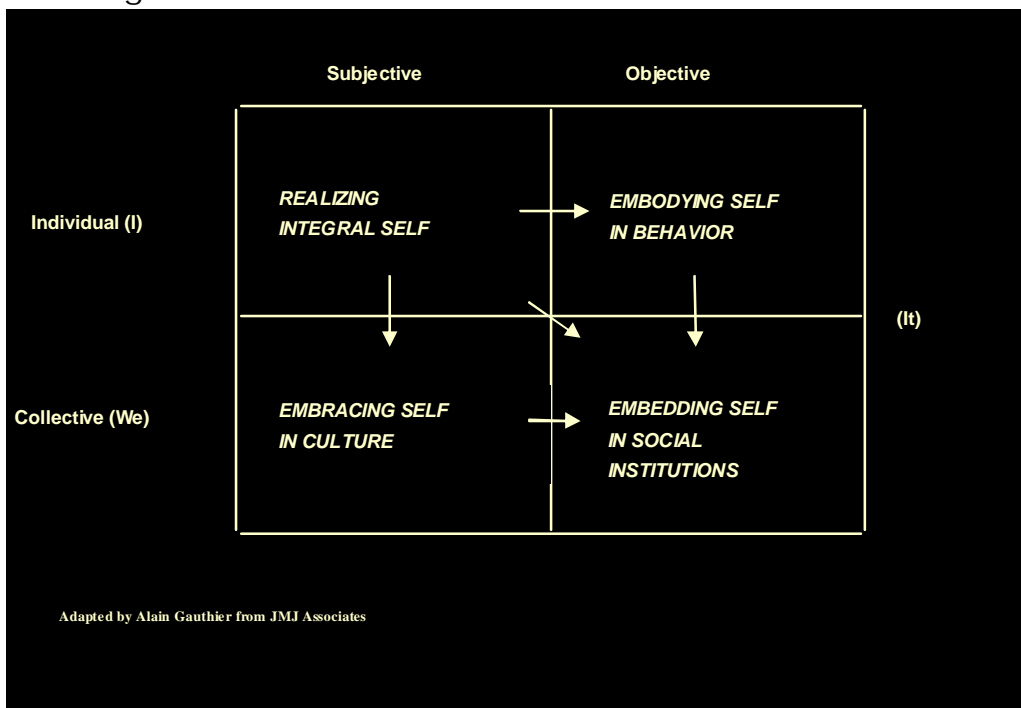 Subjective Objective
REALIZING
INTEGRAL SELF
EMBODYING SELF
IN BEHAVIOR
Individual (I)
(It)
Collective (We)
EMBRACING SELF
IN CULTURE
EMBEDDING SELF
IN SOCIAL
INSTITUTIONS
Adapted by Alain Gauthier from JMJ Associates